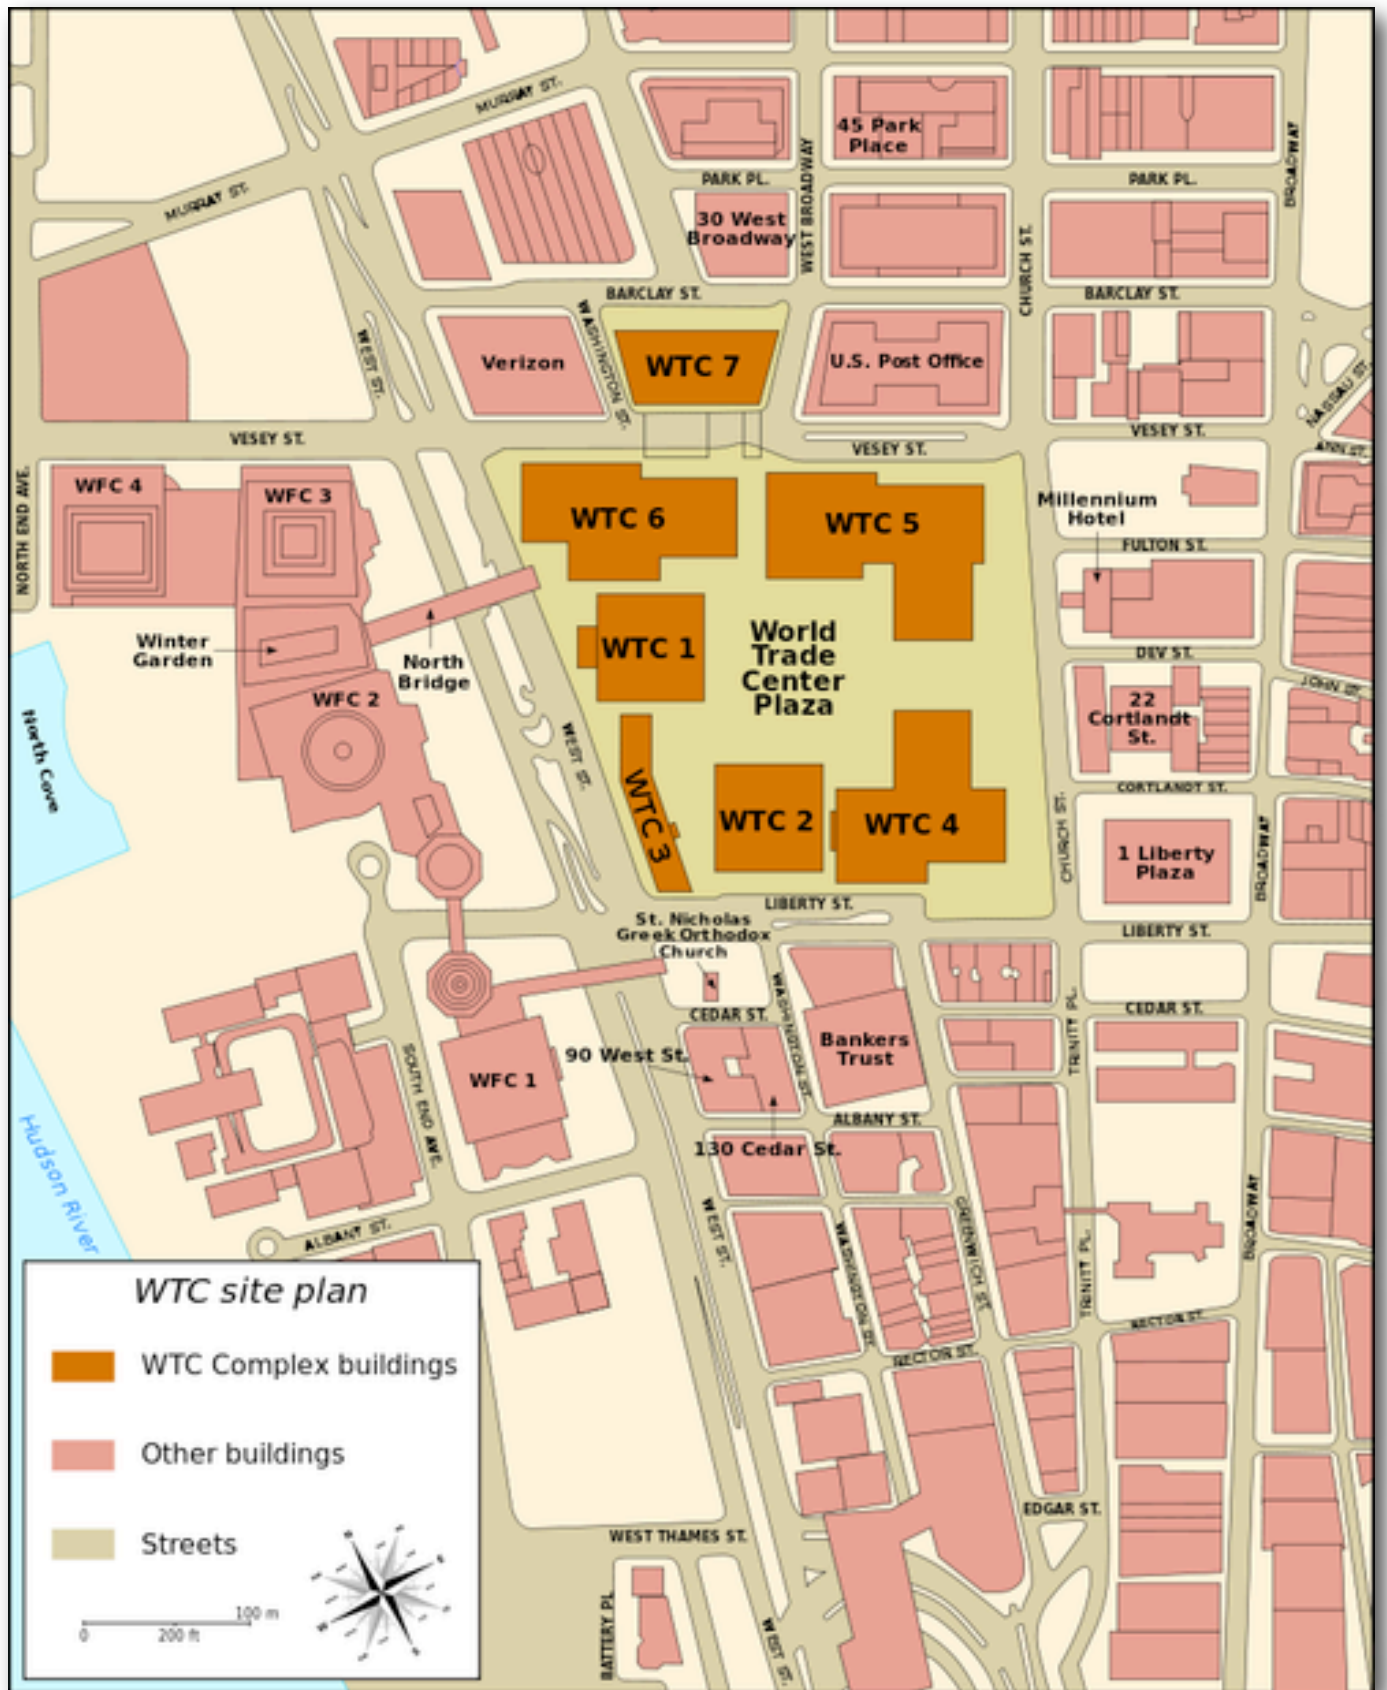 MURRAY ST.
45 Park
Place
BROADWAY
MURRAY ST.
PARK PL.
WEST BROADWAY
PARK PL.
30 West
Broadway
CHURCH ST.
BARCLAY ST.
BARCLAY ST.
WASHINGTON ST.
WEST ST.
Verizon
WTC 7
U.S. Post Office
NASSAU ST.
VESEY ST.
VESEY ST.
VESEY ST.
ANN ST.
NORTH END AVE.
WFC 4
WFC 3
WTC 6
WTC 5
Millennium
Hotel
FULTON ST.
Winter
Garden
North
Bridge
WTC 1
World
Trade
Center
Plaza
DEY ST.
JOHN ST.
WFC 2
22
Cortlandt
St.
North Cove
WEST ST.
WTC 3
WTC 2
WTC 4
CORTLANDT ST.
CHURCH ST.
1 Liberty
Plaza
BROADWAY
LIBERTY ST.
LIBERTY ST.
St. Nicholas
Greek Orthodox
Church
WASHINGTON ST.
CEDAR ST.
CEDAR ST.
TRINITY PL.
90 West St.
Bankers
Trust
WFC 1
SOUTH END AVE.
ALBANY ST.
130 Cedar St.
Hudson River
WEST ST.
WASHINGTON ST.
GREENWICH ST.
TRINITY PL.
BROADWAY
ALBANY ST.
RECTOR ST.
RECTOR ST.
WTC site plan
WTC Complex buildings
Other buildings
Streets
100 m
0
200 ft
EDGAR ST.
WEST THAMES ST.
BATTERY PL
WEST ST.